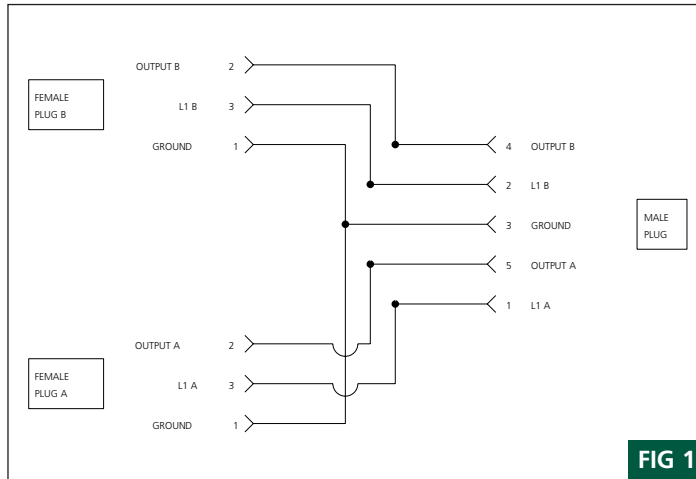 OUTPUT B 2
FEMALE
PLUG B
L1 B 3
GROUND 1
4 OUTPUT B
2 L1 B
3 GROUND
MALE
PLUG
5 OUTPUT A
1 L1 A
OUTPUT A 2
FEMALE
PLUG A
L1 A 3
GROUND 1
FIG 1